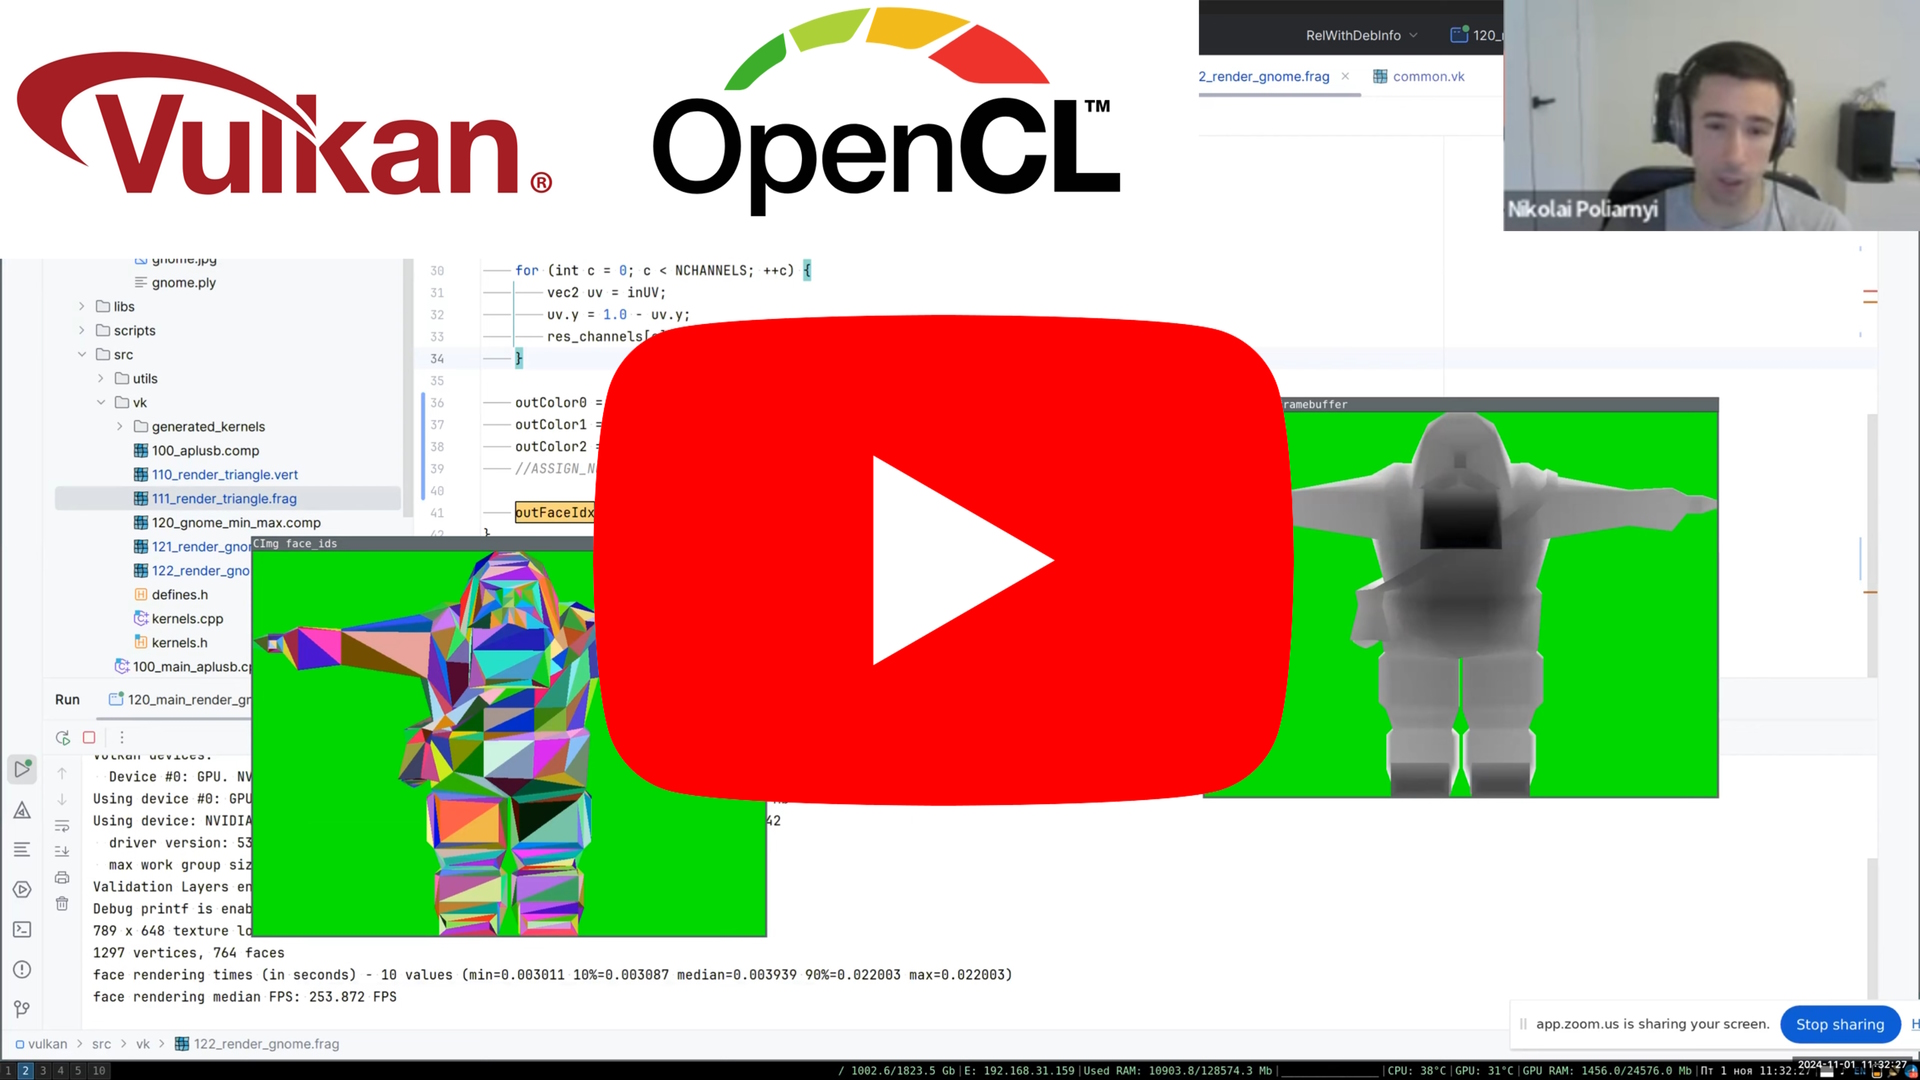 Vulkan®
OpenCL™
RelWithDebInfo
120_
2_render_gnome.frag
common.vk
Nikolai Poliarnyi
gnome.jpg
gnome.ply
libs
scripts
src
utils
vk
generated_kernels
100_aplusb.comp
110_render_triangle.vert
111_render_triangle.frag
120_gnome_min_max.comp
121_render_gno
122_render_gno
defines.h
kernels.cpp
kernels.h
100_main_aplusb.c
30 for (int c = 0; c < NCHANNELS; ++c) {
31 vec2 uv = inUV;
32 uv.y = 1.0 - uv.y;
33 res_channels[
34 }
35
36 outColor0 =
37 outColor1 =
38 outColor2 =
39 //ASSIGN_N
40
41 outFaceIdx
42 }
CImg face_ids
ramebuffer
Run
120_main_render_gn
Vulkan devices:
Device #0: GPU. NV
Using device #0: GPU
Using device: NVIDIA
42
driver version: 53
max work group siz
Validation Layers en
Debug printf is enab
789 x 648 texture lo
1297 vertices, 764 faces
face rendering times (in seconds) - 10 values (min=0.003011 10%=0.003087 median=0.003939 90%=0.022003 max=0.022003)
face rendering median FPS: 253.872 FPS
app.zoom.us is sharing your screen.
Stop sharing
H
vulkan > src > vk > 122_render_gnome.frag
1 2 3 4 5 10
/ 1002.6/1823.5 Gb|E: 192.168.31.159|Used RAM: 10903.8/128574.3 Mb|
|CPU: 38°C|GPU: 31°C|GPU RAM: 1456.0/24576.0 Mb|Пт 1 ноя 11:32:27
2024-11-01 11:32:27